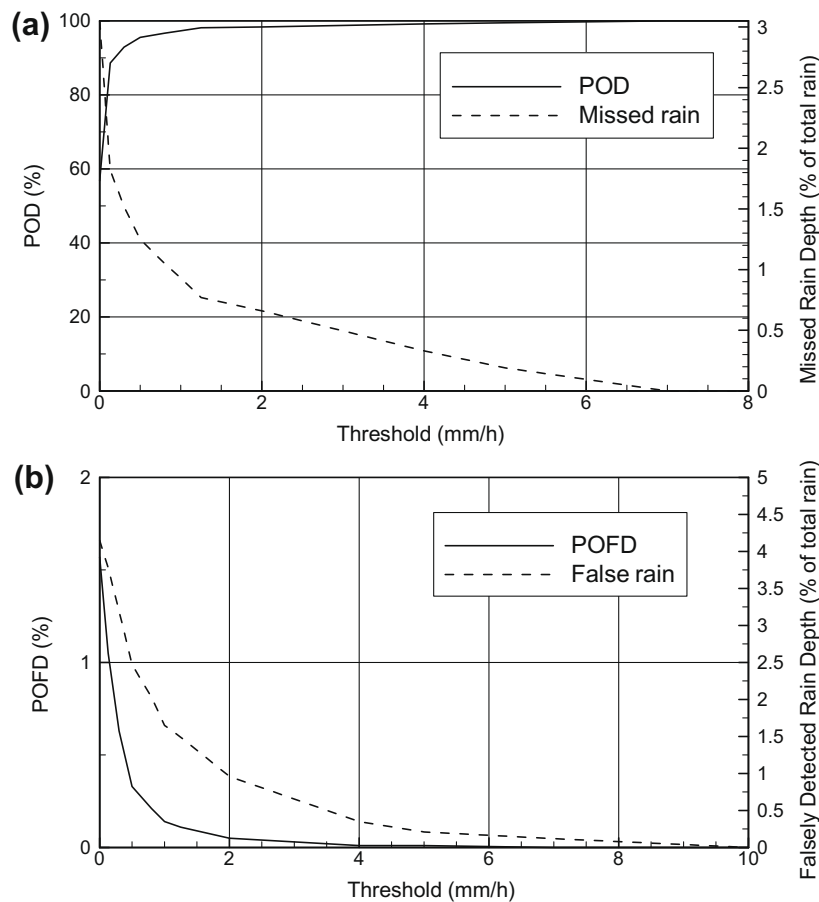 (a)
100
80
60
40
20
0
POD (%)
POD
Missed rain
3
2.5
2
1.5
1
0.5
0
Missed Rain Depth (% of total rain)
0 2 4 6 8
Threshold (mm/h)
(b)
2
1
0
POFD (%)
POFD
False rain
5
4.5
4
3.5
3
2.5
2
1.5
1
0.5
0
Falsely Detected Rain Depth (% of total rain)
0 2 4 6 8 10
Threshold (mm/h)